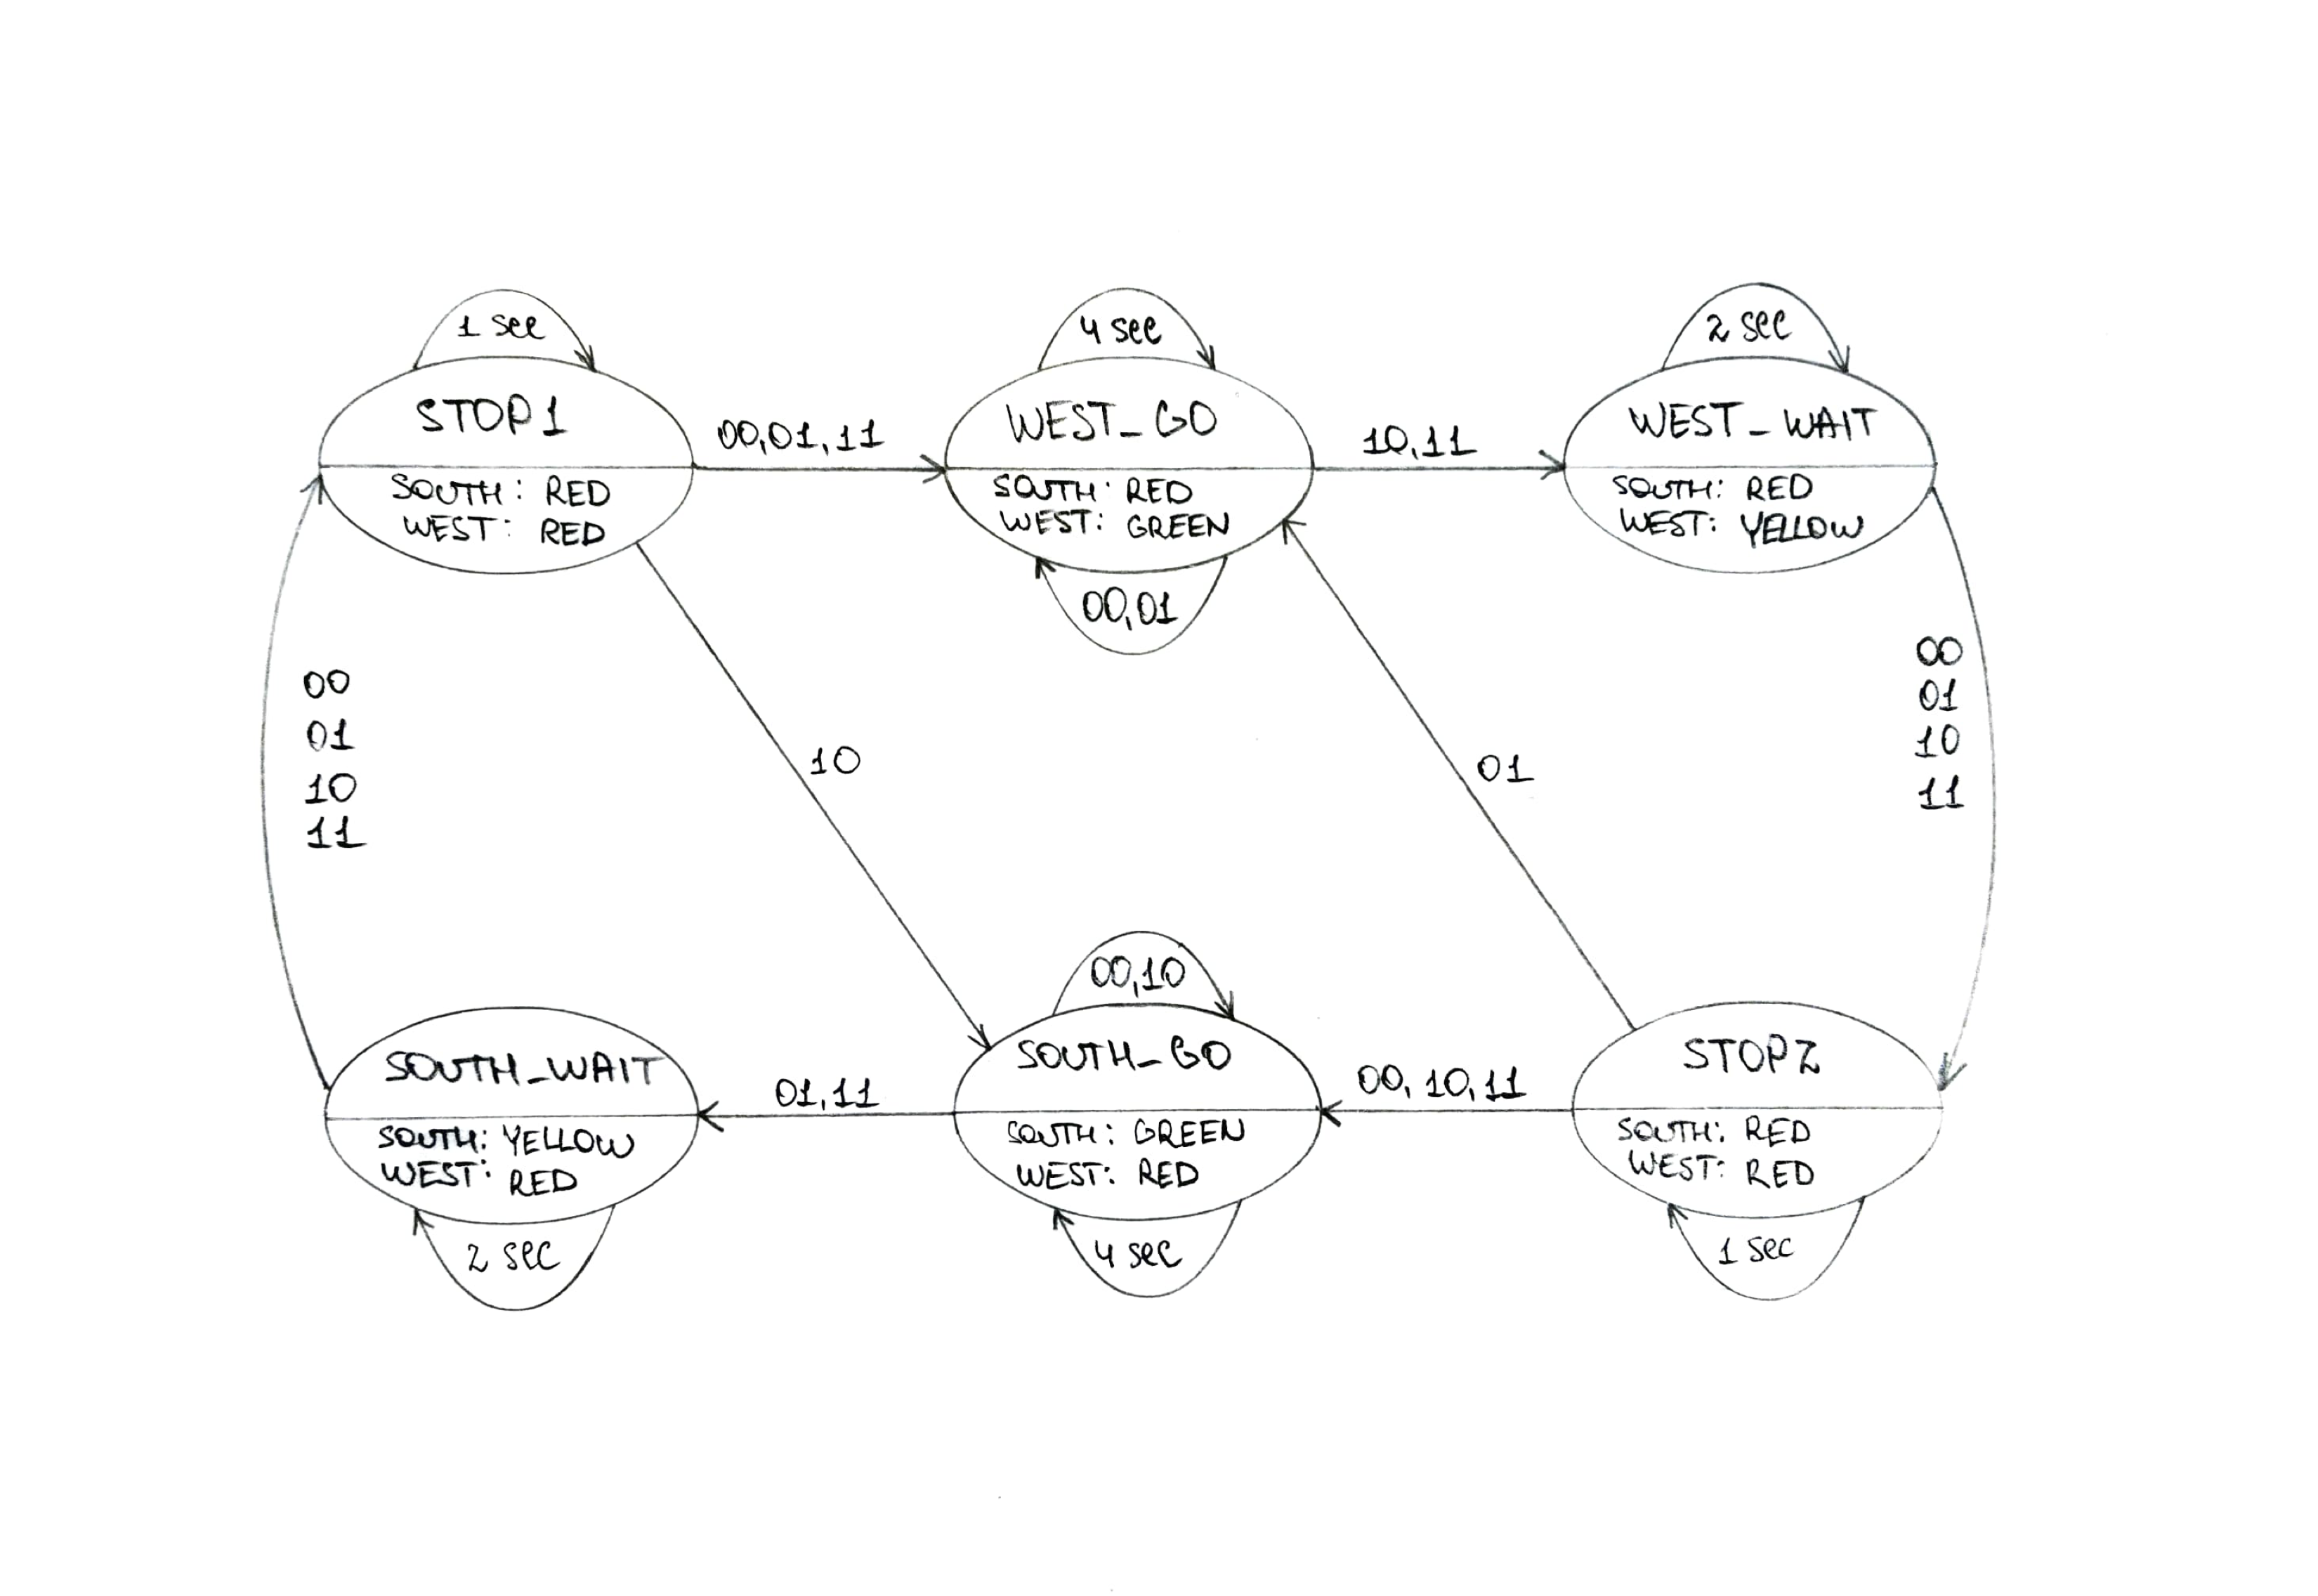 1 sec
4 sec
2 sec
STOP1
SOUTH: RED
WEST: RED
00,01,11
WEST_GO
SOUTH: RED
WEST: GREEN
00,01
10,11
WEST_WAIT
SOUTH: RED
WEST: YELLOW
00
01
10
11
10
01
00
01
10
11
SOUTH_WAIT
SOUTH: YELLOW
WEST: RED
2 sec
01,11
00,10
SOUTH_GO
SOUTH: GREEN
WEST: RED
4 sec
00, 10, 11
STOP2
SOUTH: RED
WEST: RED
1 sec